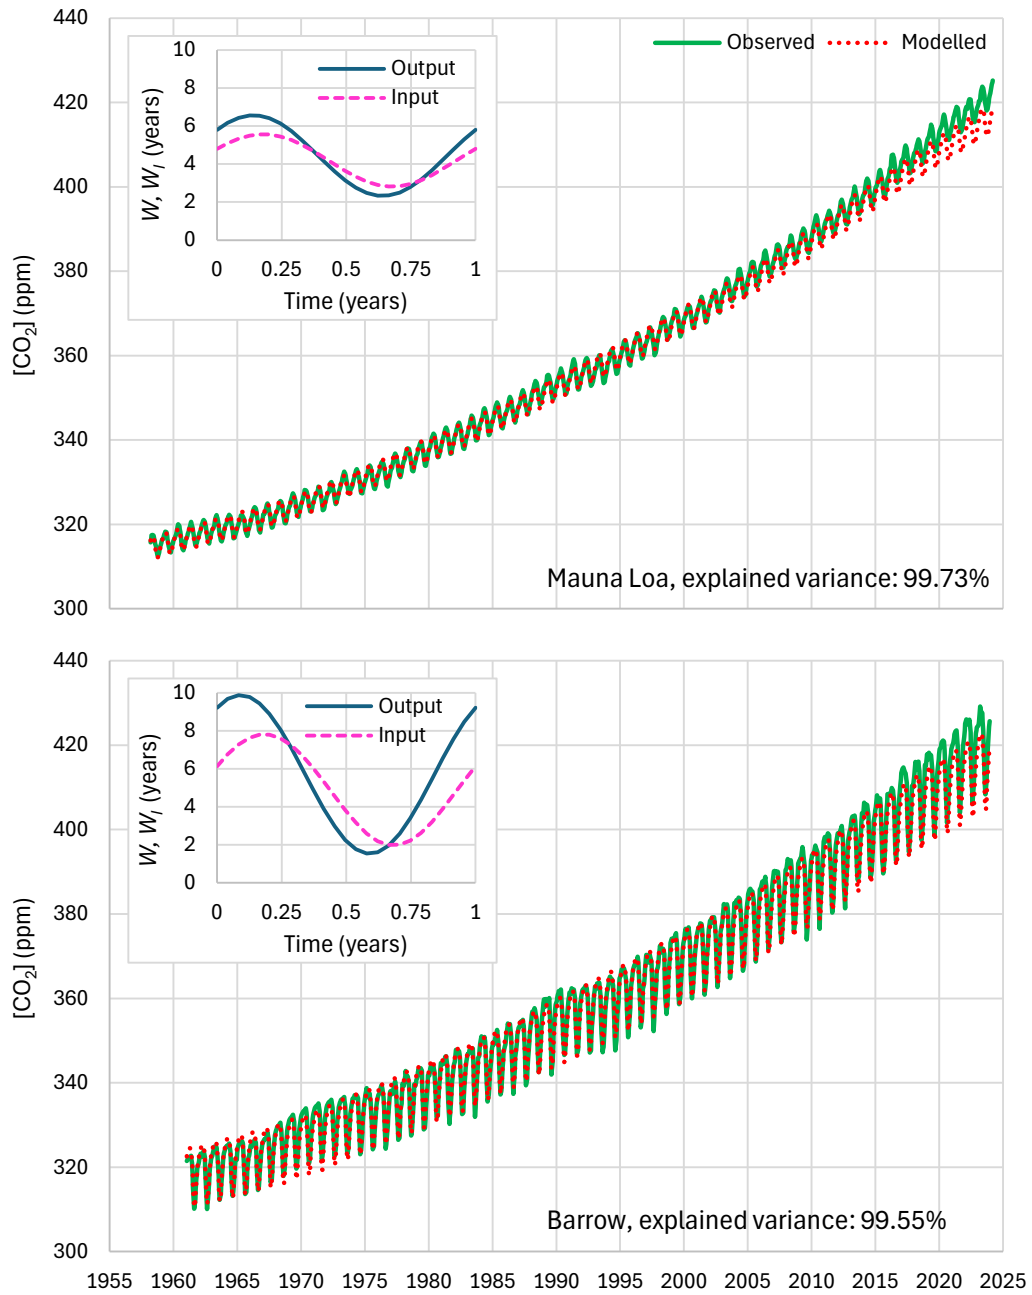 440
420
400
380
360
340
320
300
[CO2] (ppm)
Observed
Modelled
10
8
6
4
2
0
W, WI (years)
Output
Input
0 0.25 0.5 0.75 1
Time (years)
Mauna Loa, explained variance: 99.73%
440
420
400
380
360
340
320
300
[CO2] (ppm)
10
8
6
4
2
0
W, WI (years)
Output
Input
0 0.25 0.5 0.75 1
Time (years)
Barrow, explained variance: 99.55%
1955 1960 1965 1970 1975 1980 1985 1990 1995 2000 2005 2010 2015 2020 2025